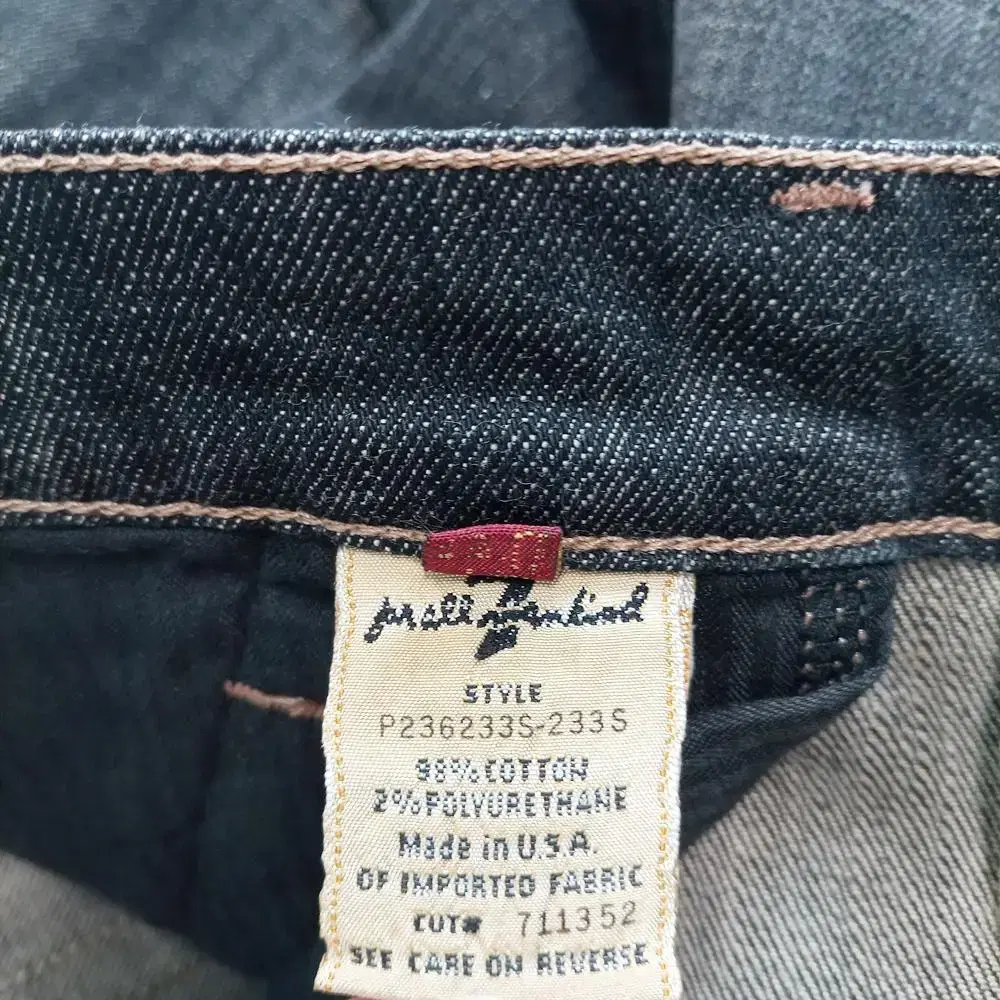 for all 7 mankind
STYLE
P236233S-233S
98% COTTON
2% POLYURETHANE
Made in U.S.A.
OF IMPORTED FABRIC
CUT# 711352
SEE CARE ON REVERSE